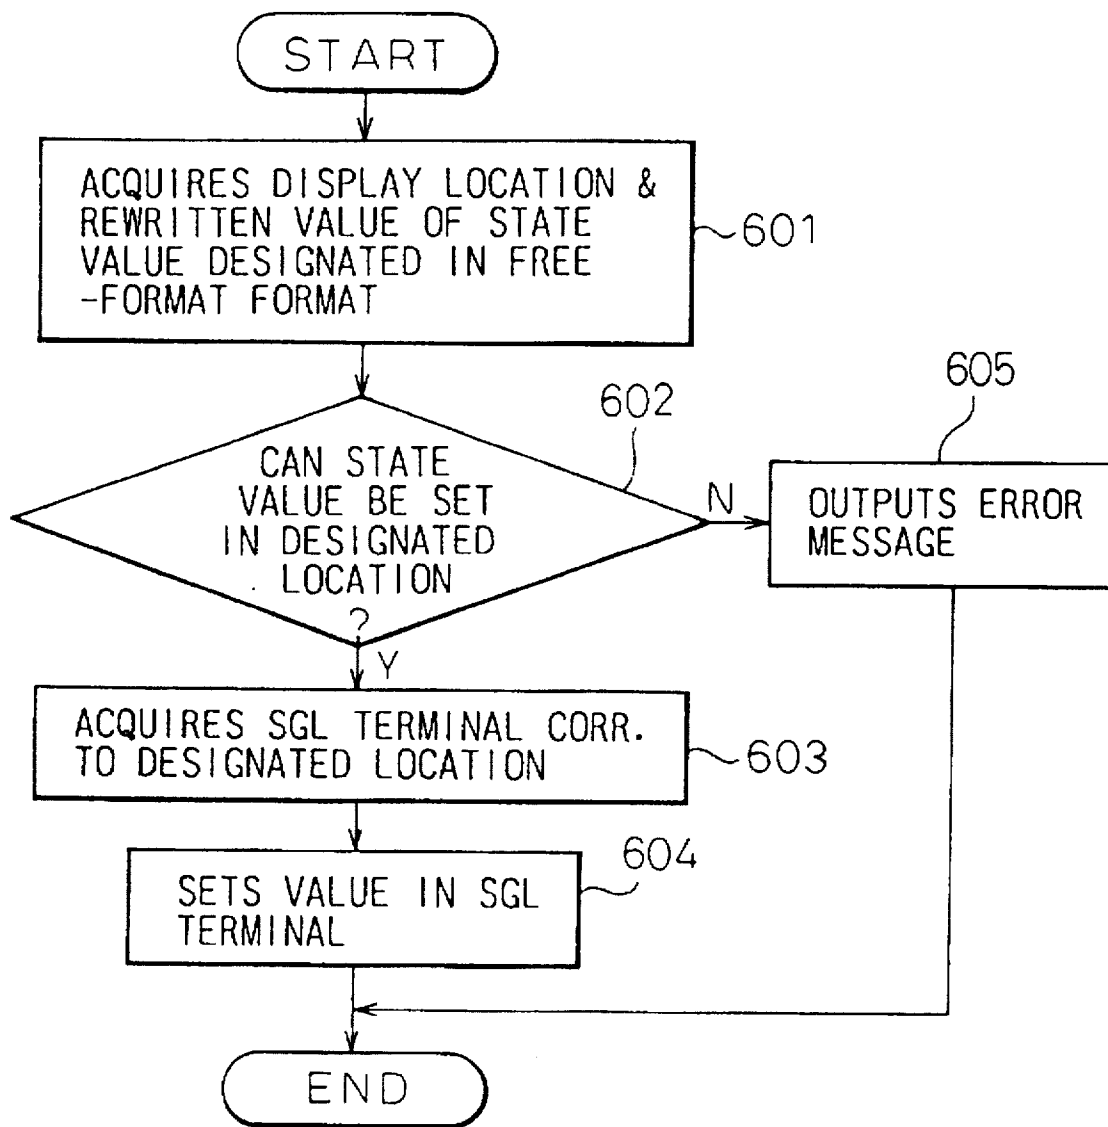 START
ACQUIRES DISPLAY LOCATION &
REWRITTEN VALUE OF STATE
VALUE DESIGNATED IN FREE
-FORMAT FORMAT
601
602
CAN STATE
VALUE BE SET
IN DESIGNATED
LOCATION
?
N
605
OUTPUTS ERROR
MESSAGE
Y
ACQUIRES SGL TERMINAL CORR.
TO DESIGNATED LOCATION
603
604
SETS VALUE IN SGL
TERMINAL
END